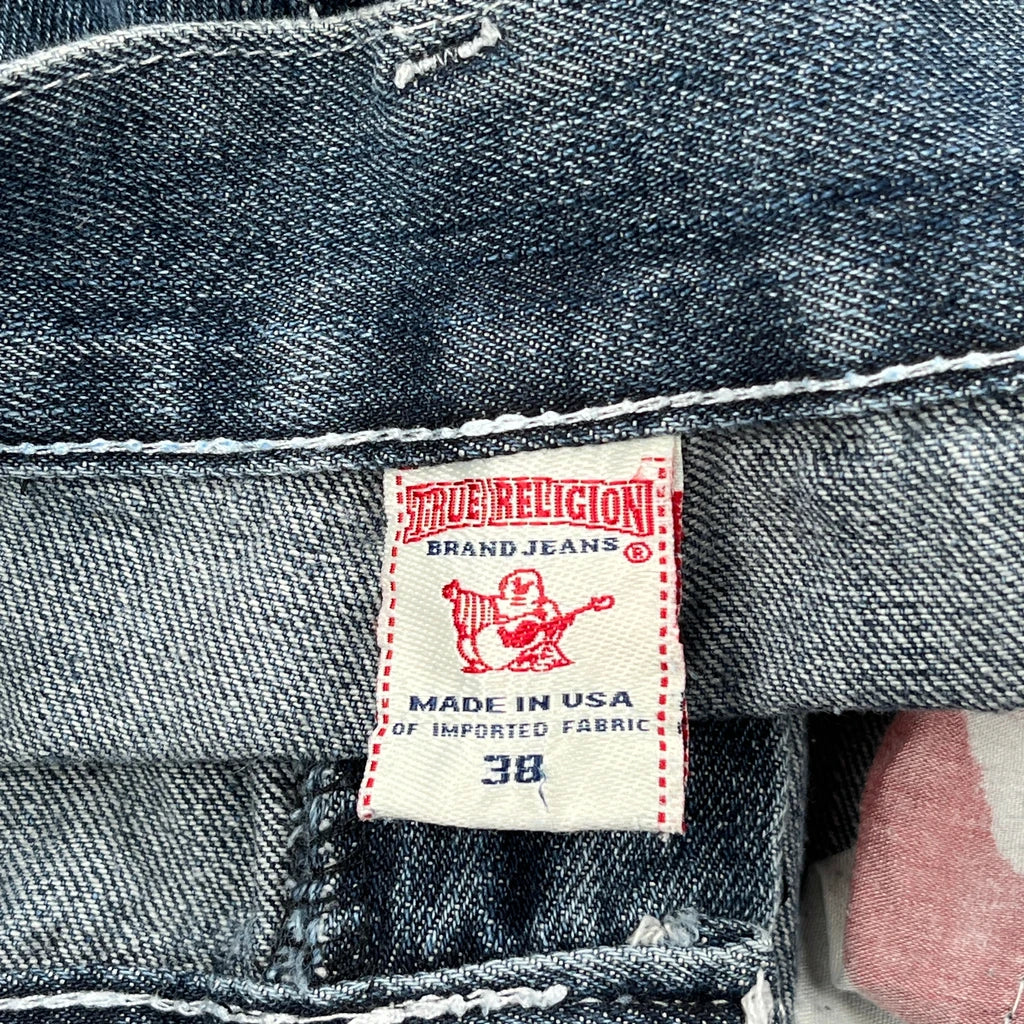 TRUE RELIGION
BRAND JEANS ®
MADE IN USA
OF IMPORTED FABRIC
38